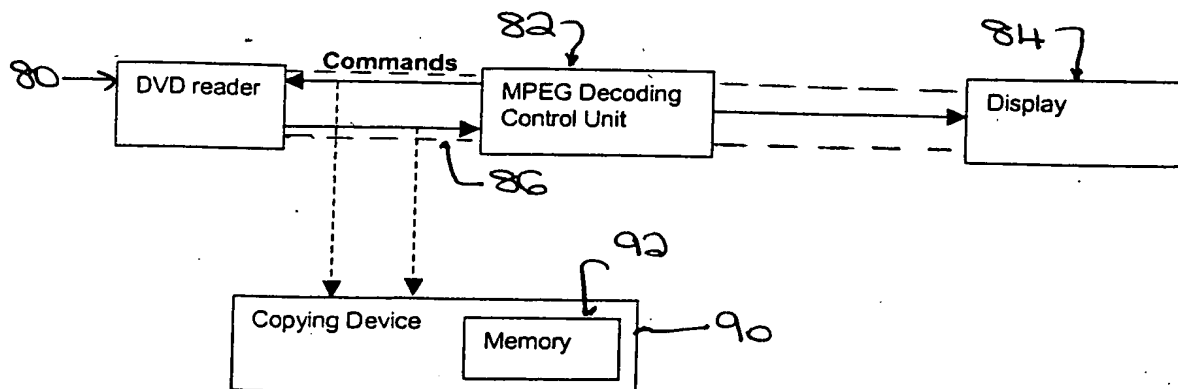 82
84
80
Commands
DVD reader
MPEG Decoding
Control Unit
Display
86
92
Copying Device
Memory
90